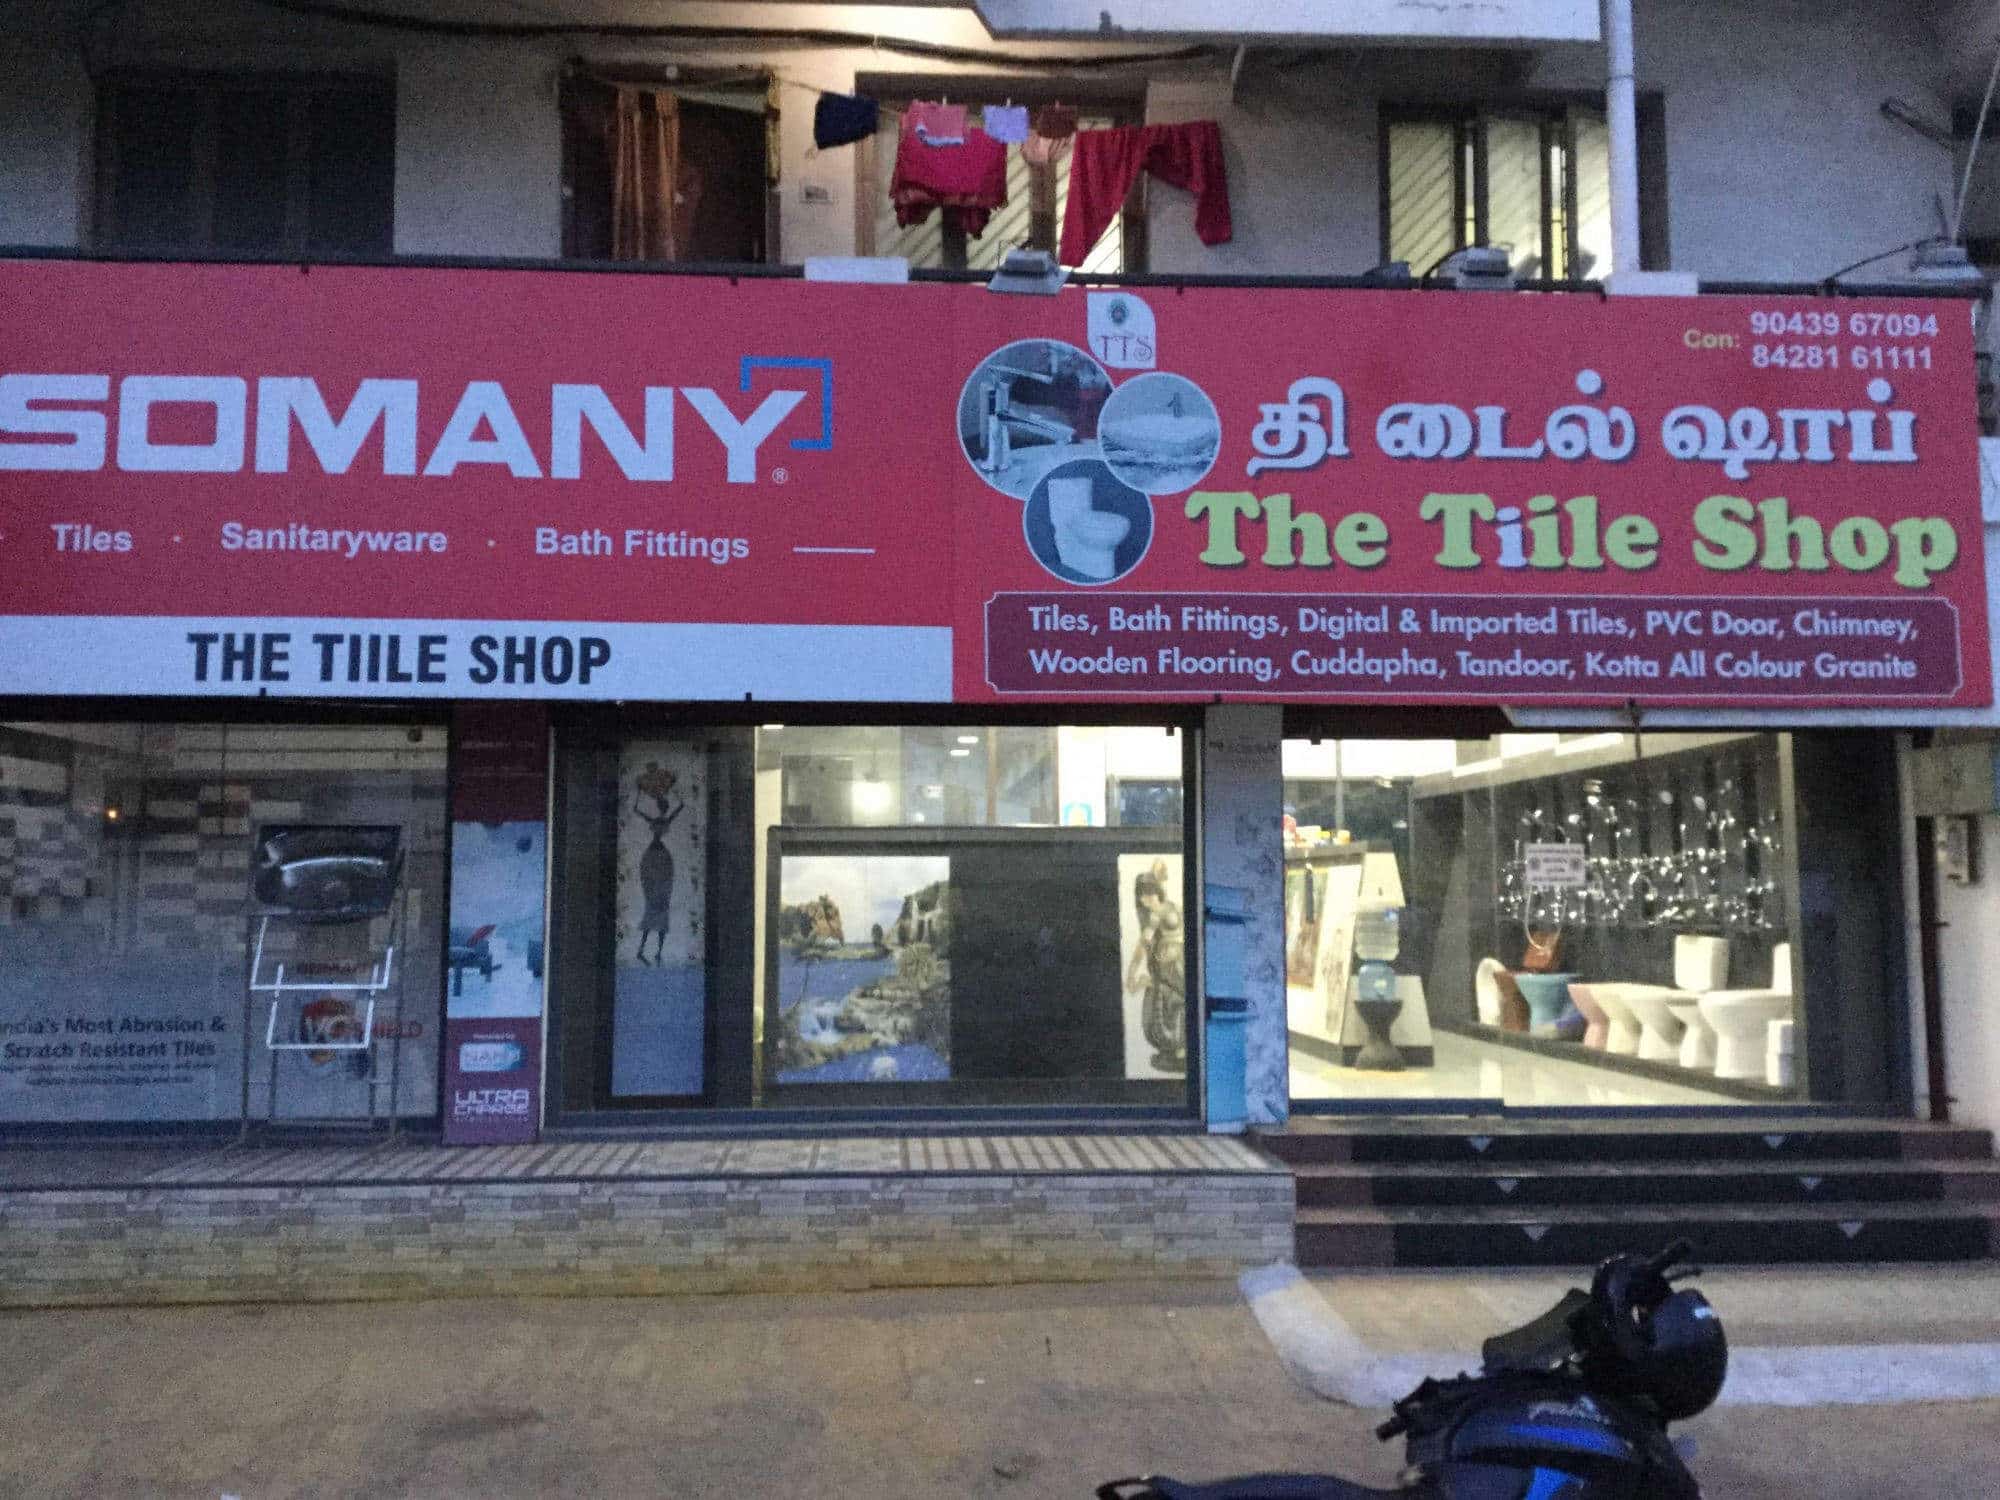 SOMANY
®
Tiles · Sanitaryware · Bath Fittings
THE TIILE SHOP
TTS
Con: 90439 67094
84281 61111
தி டைல் ஷாப்
The Tiile Shop
Tiles, Bath Fittings, Digital & Imported Tiles, PVC Door, Chimney,
Wooden Flooring, Cuddapha, Tandoor, Kotta All Colour Granite
India's Most Abrasion &
Scratch Resistant Tiles
ULTRA
CHARGE